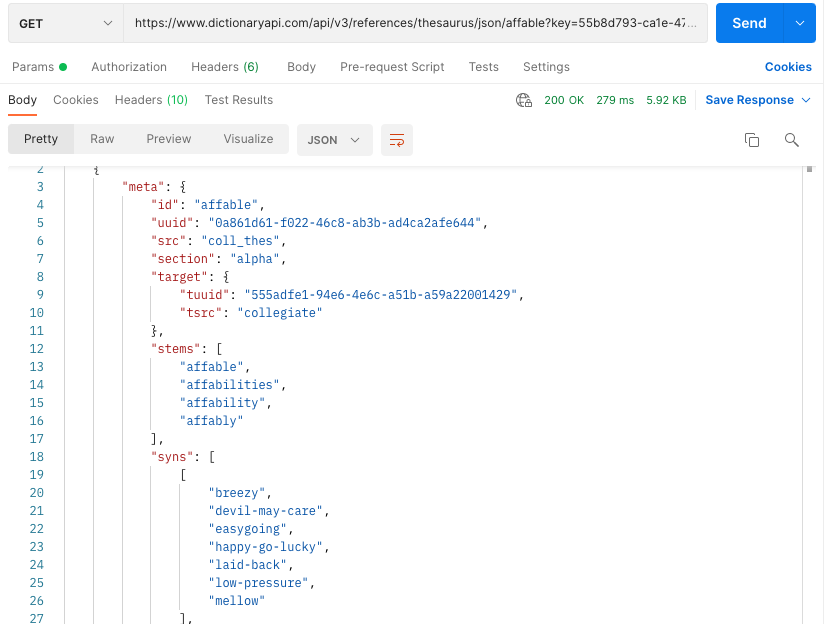 GET https://www.dictionaryapi.com/api/v3/references/thesaurus/json/affable?key=55b8d793-ca1e-47... Send
Params Authorization Headers (6) Body Pre-request Script Tests Settings Cookies
Body Cookies Headers (10) Test Results 200 OK 279 ms 5.92 KB Save Response
Pretty Raw Preview Visualize JSON
2 {
3 "meta": {
4 "id": "affable",
5 "uuid": "0a861d61-f022-46c8-ab3b-ad4ca2afe644",
6 "src": "coll_thes",
7 "section": "alpha",
8 "target": {
9 "tuuid": "555adfe1-94e6-4e6c-a51b-a59a22001429",
10 "tsrc": "collegiate"
11 },
12 "stems": [
13 "affable",
14 "affabilities",
15 "affability",
16 "affably"
17 ],
18 "syns": [
19 [
20 "breezy",
21 "devil-may-care",
22 "easygoing",
23 "happy-go-lucky",
24 "laid-back",
25 "low-pressure",
26 "mellow"
27 ],